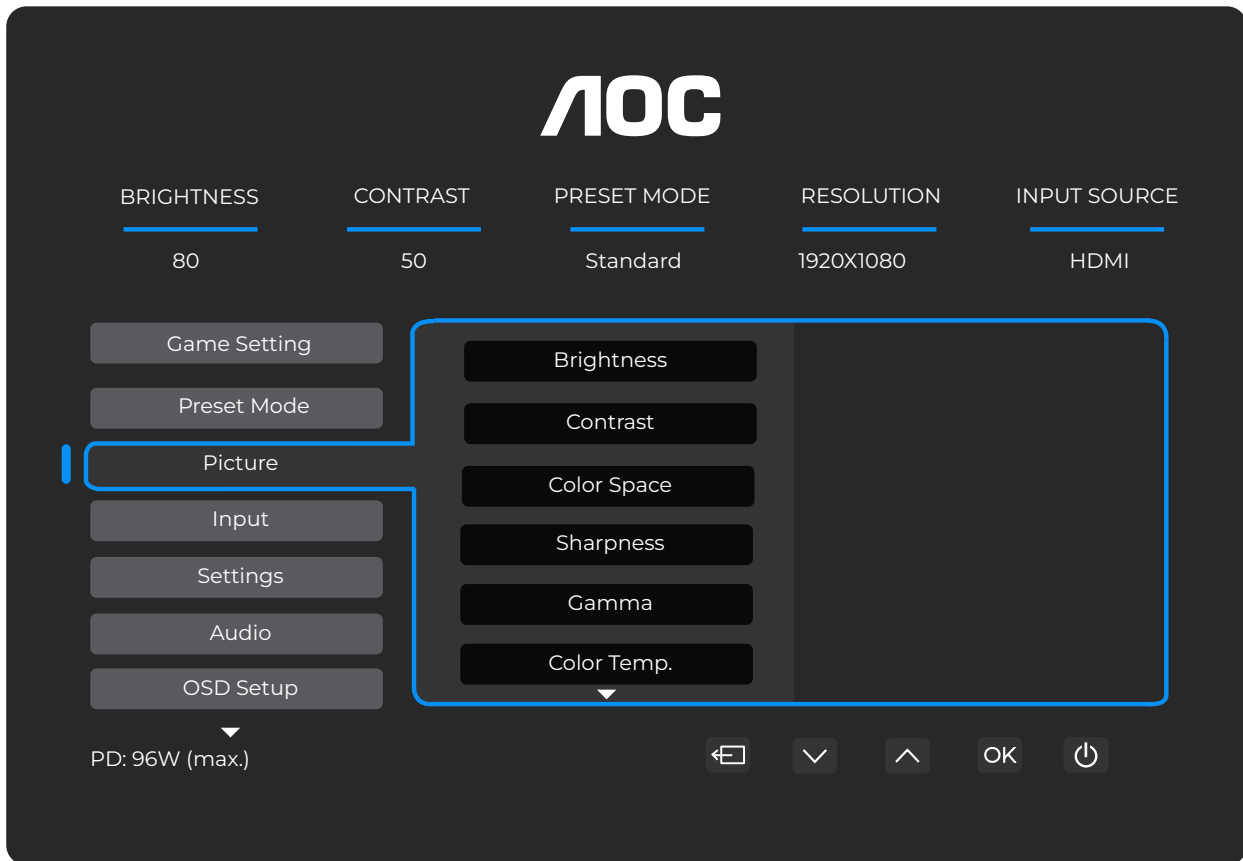 AOC
BRIGHTNESS CONTRAST PRESET MODE RESOLUTION INPUT SOURCE
80 50 Standard 1920X1080 HDMI
Game Setting
Preset Mode
Picture
Input
Settings
Audio
OSD Setup
Brightness
Contrast
Color Space
Sharpness
Gamma
Color Temp.
PD: 96W (max.)
OK